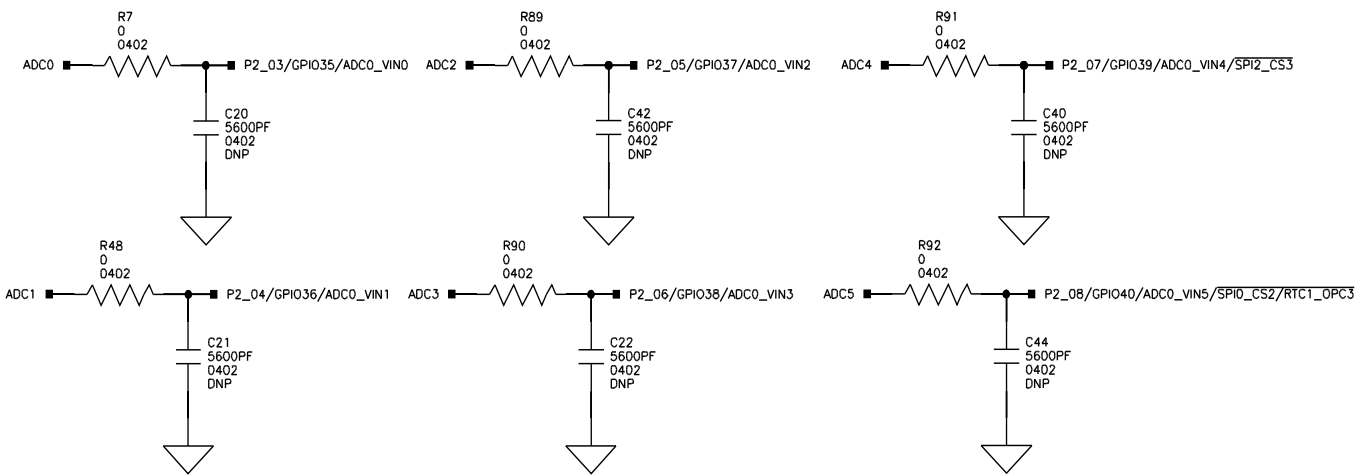 R7
0
0402
ADC0
P2_03/GPIO35/ADC0_VIN0
C20
5600PF
0402
DNP
R89
0
0402
ADC2
P2_05/GPIO37/ADC0_VIN2
C42
5600PF
0402
DNP
R91
0
0402
ADC4
P2_07/GPIO39/ADC0_VIN4/SPI2_CS3
C40
5600PF
0402
DNP
R48
0
0402
ADC1
P2_04/GPIO36/ADC0_VIN1
C21
5600PF
0402
DNP
R90
0
0402
ADC3
P2_06/GPIO38/ADC0_VIN3
C22
5600PF
0402
DNP
R92
0
0402
ADC5
P2_08/GPIO40/ADC0_VIN5/SPI0_CS2/RTC1_OPC3
C44
5600PF
0402
DNP